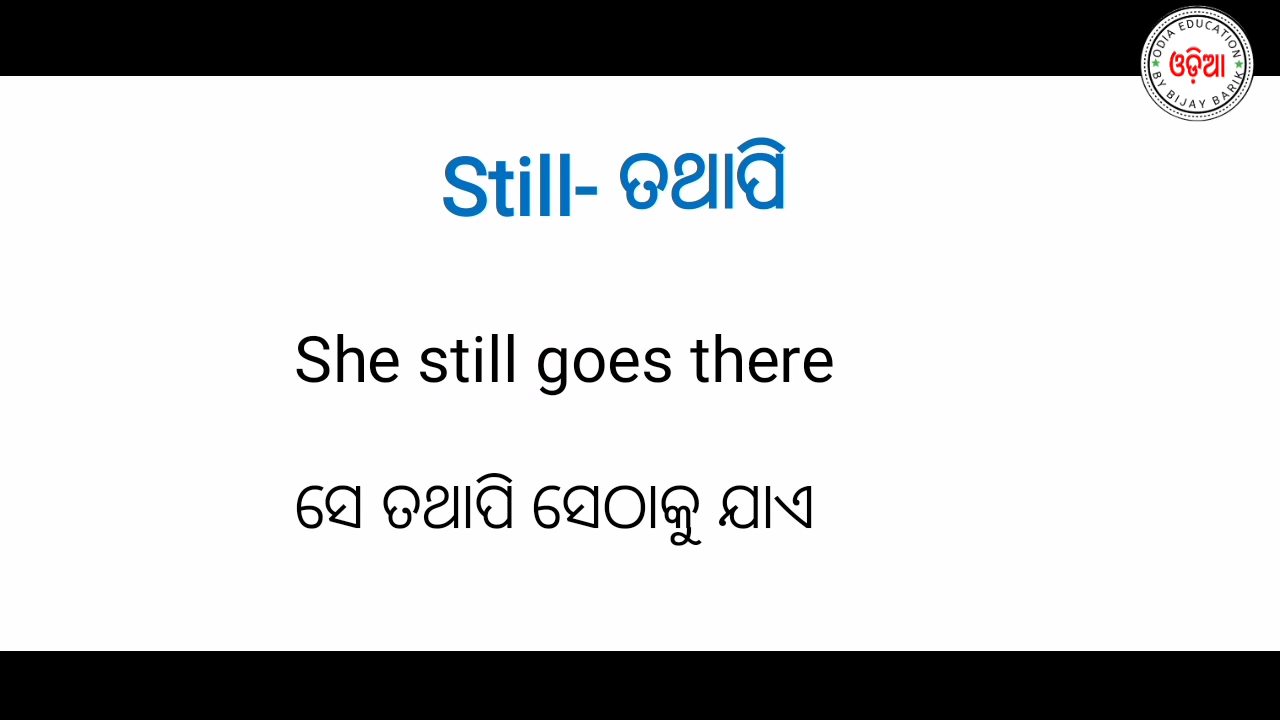 ODIA EDUCATION
ଓଡ଼ିଆ
BY BIJAY BARIK
Still- ତଥାପି
She still goes there
ସେ ତଥାପି ସେଠାକୁ ଯାଏ